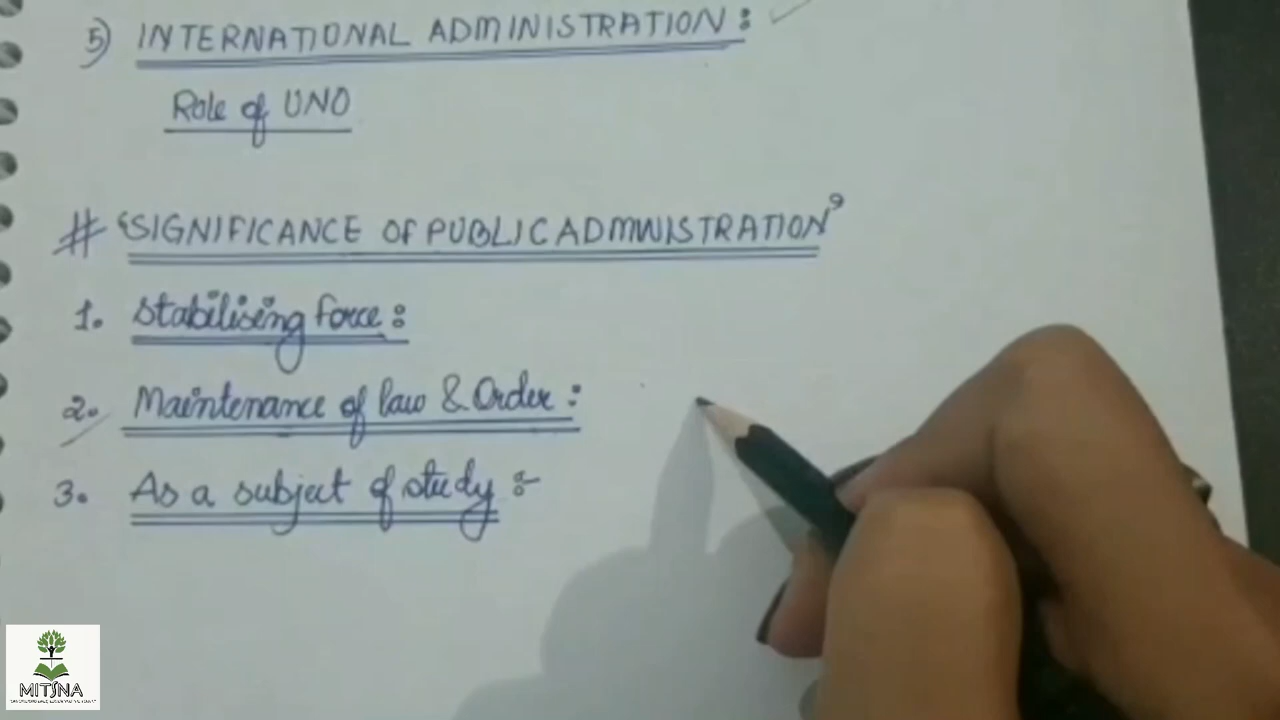 5) INTERNATIONAL ADMINISTRATION:
Role of UNO
# 'SIGNIFICANCE OF PUBLIC ADMINISTRATION'
1. Stabilising Force:
2. Maintenance of law & Order:
3. As a subject of study :-
MITJNA